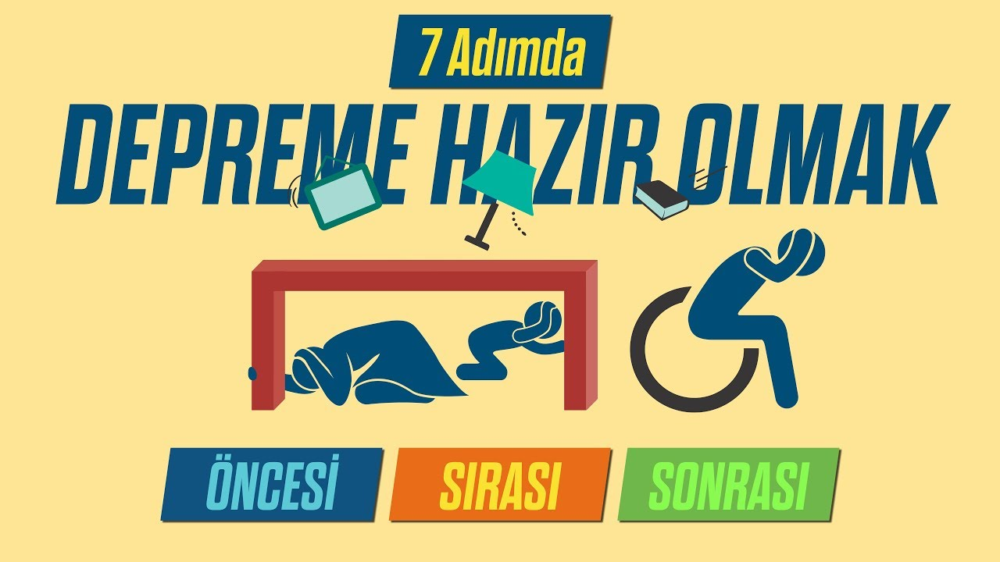 7 Adımda
DEPREME HAZIR OLMAK
ÖNCESİ
SIRASI
SONRASI